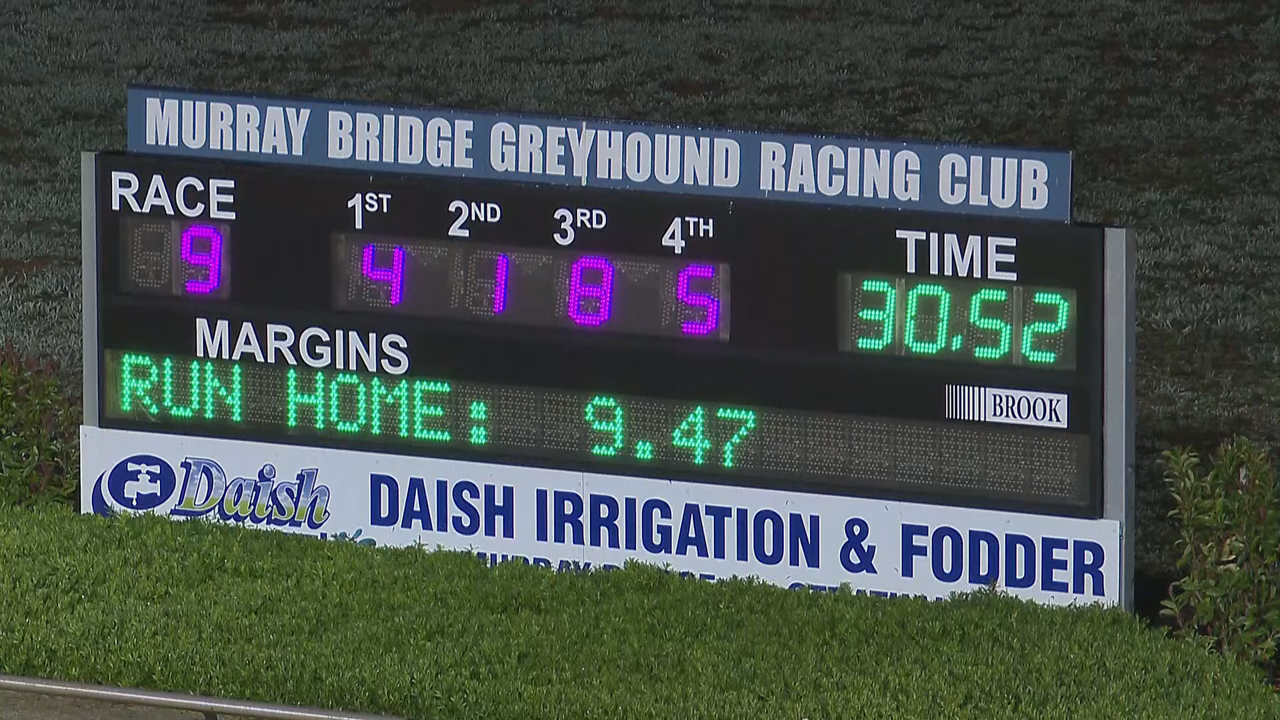 MURRAY BRIDGE GREYHOUND RACING CLUB
RACE 1ST 2ND 3RD 4TH TIME
9 4 1 8 5 30.52
MARGINS
RUN HOME: 9.47
BROOK
Daish DAISH IRRIGATION & FODDER